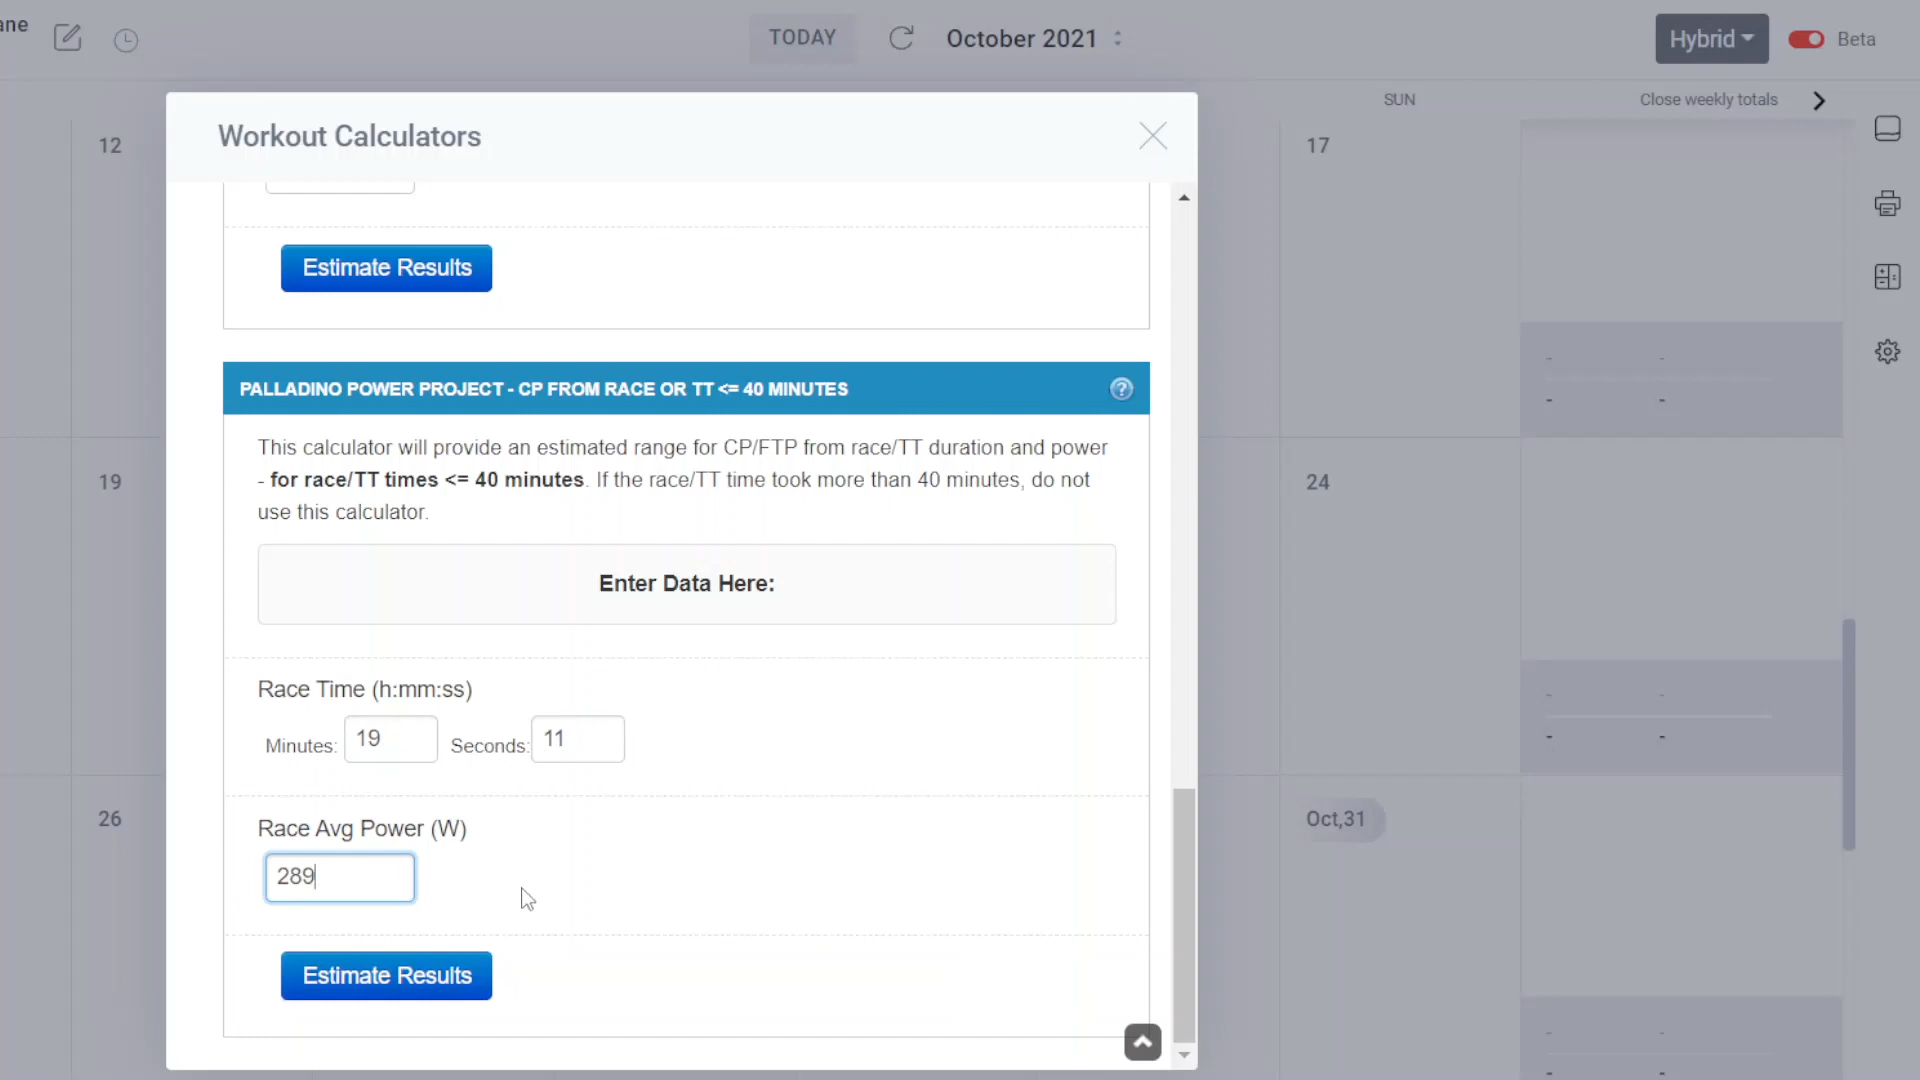 ane
TODAY
October 2021
Hybrid
Beta
SUN
Close weekly totals
12
17
Workout Calculators
Estimate Results
PALLADINO POWER PROJECT - CP FROM RACE OR TT <= 40 MINUTES
?
This calculator will provide an estimated range for CP/FTP from race/TT duration and power
- for race/TT times <= 40 minutes. If the race/TT time took more than 40 minutes, do not
use this calculator.
- -
- -
19
24
Enter Data Here:
Race Time (h:mm:ss)
Minutes: 19 Seconds: 11
- -
- -
26
Oct,31
Race Avg Power (W)
289
Estimate Results
- -
- -